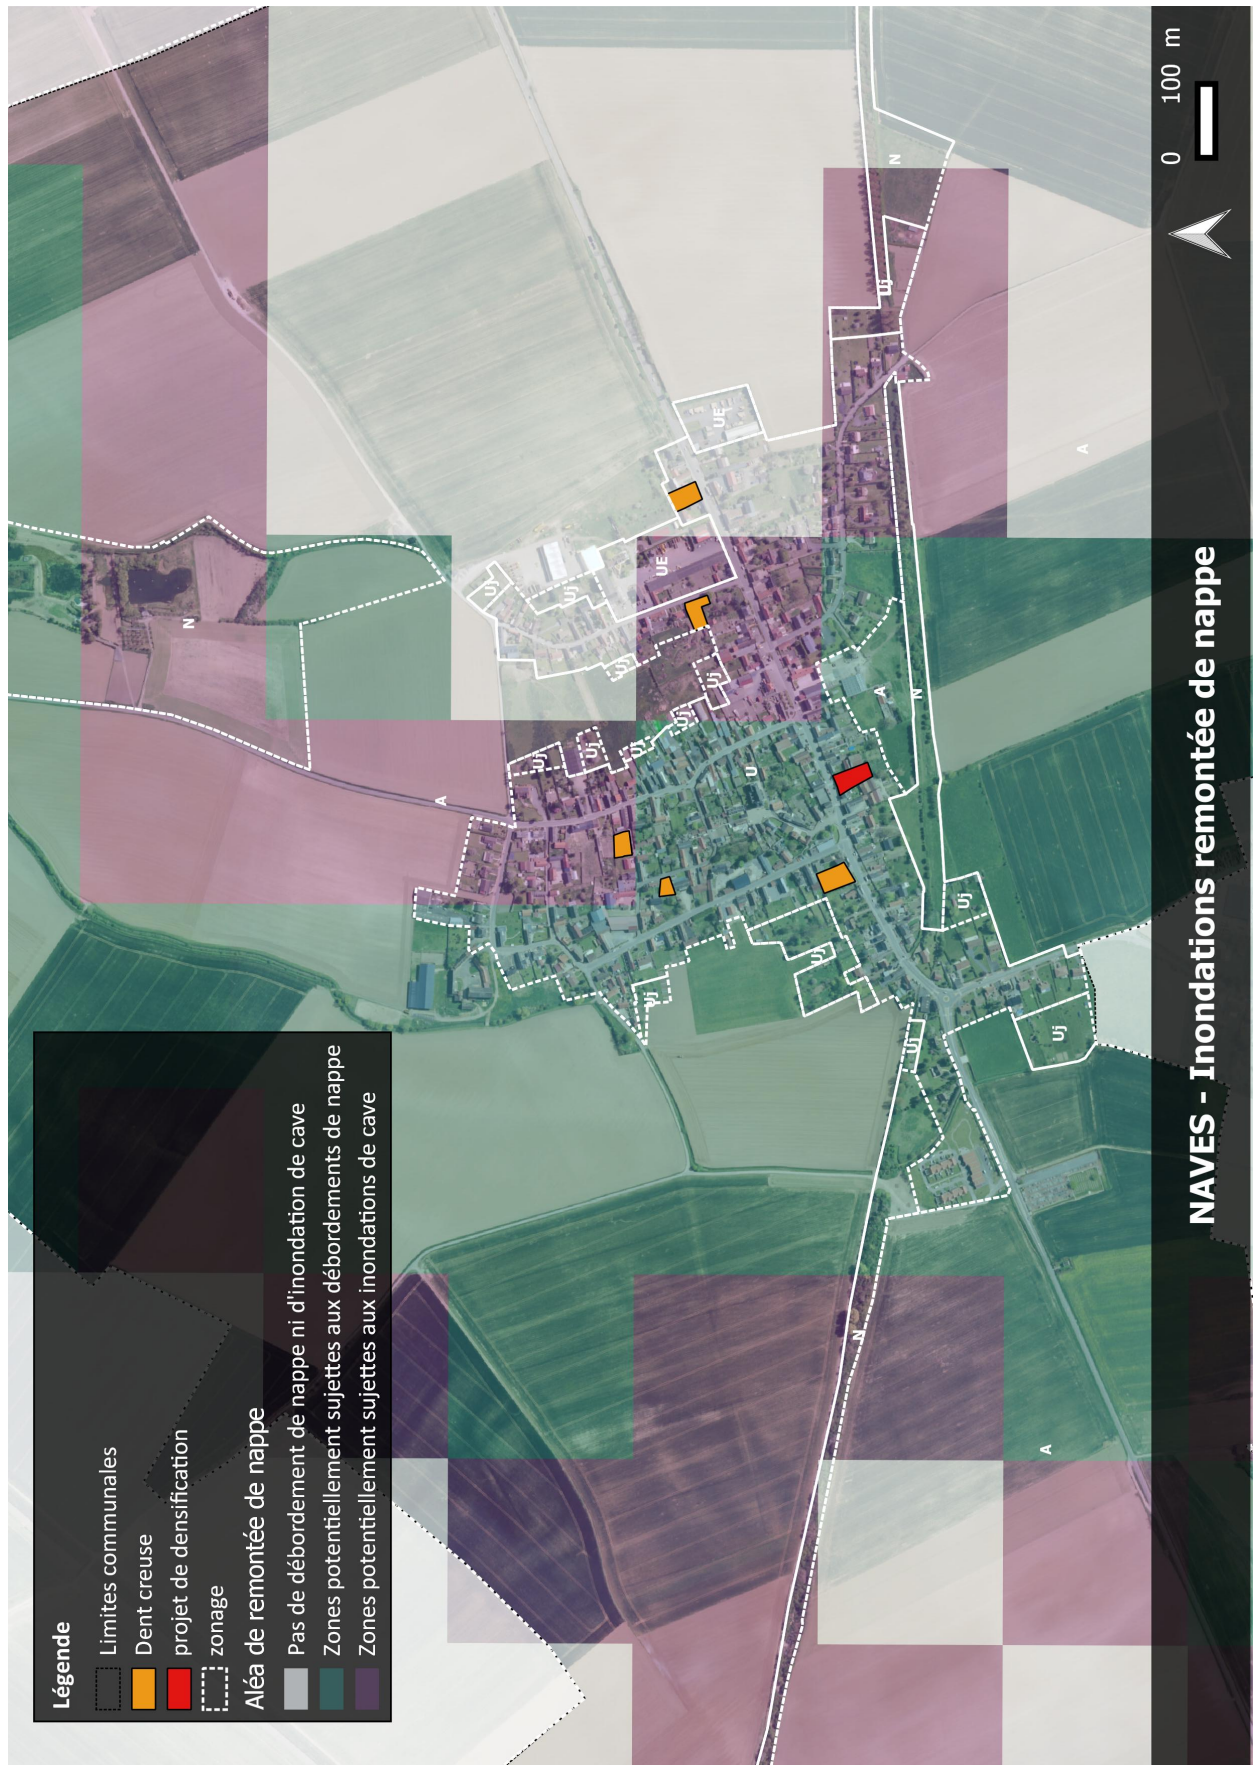 Légende
Limites communales
Dent creuse
projet de densification
zonage
Aléa de remontée de nappe
Pas de débordement de nappe ni d'inondation de cave
Zones potentiellement sujettes aux débordements de nappe
Zones potentiellement sujettes aux inondations de cave
N
A
Uj
Uj
UE
UE
Uj
Uj
Uj
Uj
Uj
Uj
Uj
U
Uj
Uj
Uj
Uj
Uj
Uj
N
N
A
A
N
A
NAVES - Inondations remontée de nappe
0 100 m